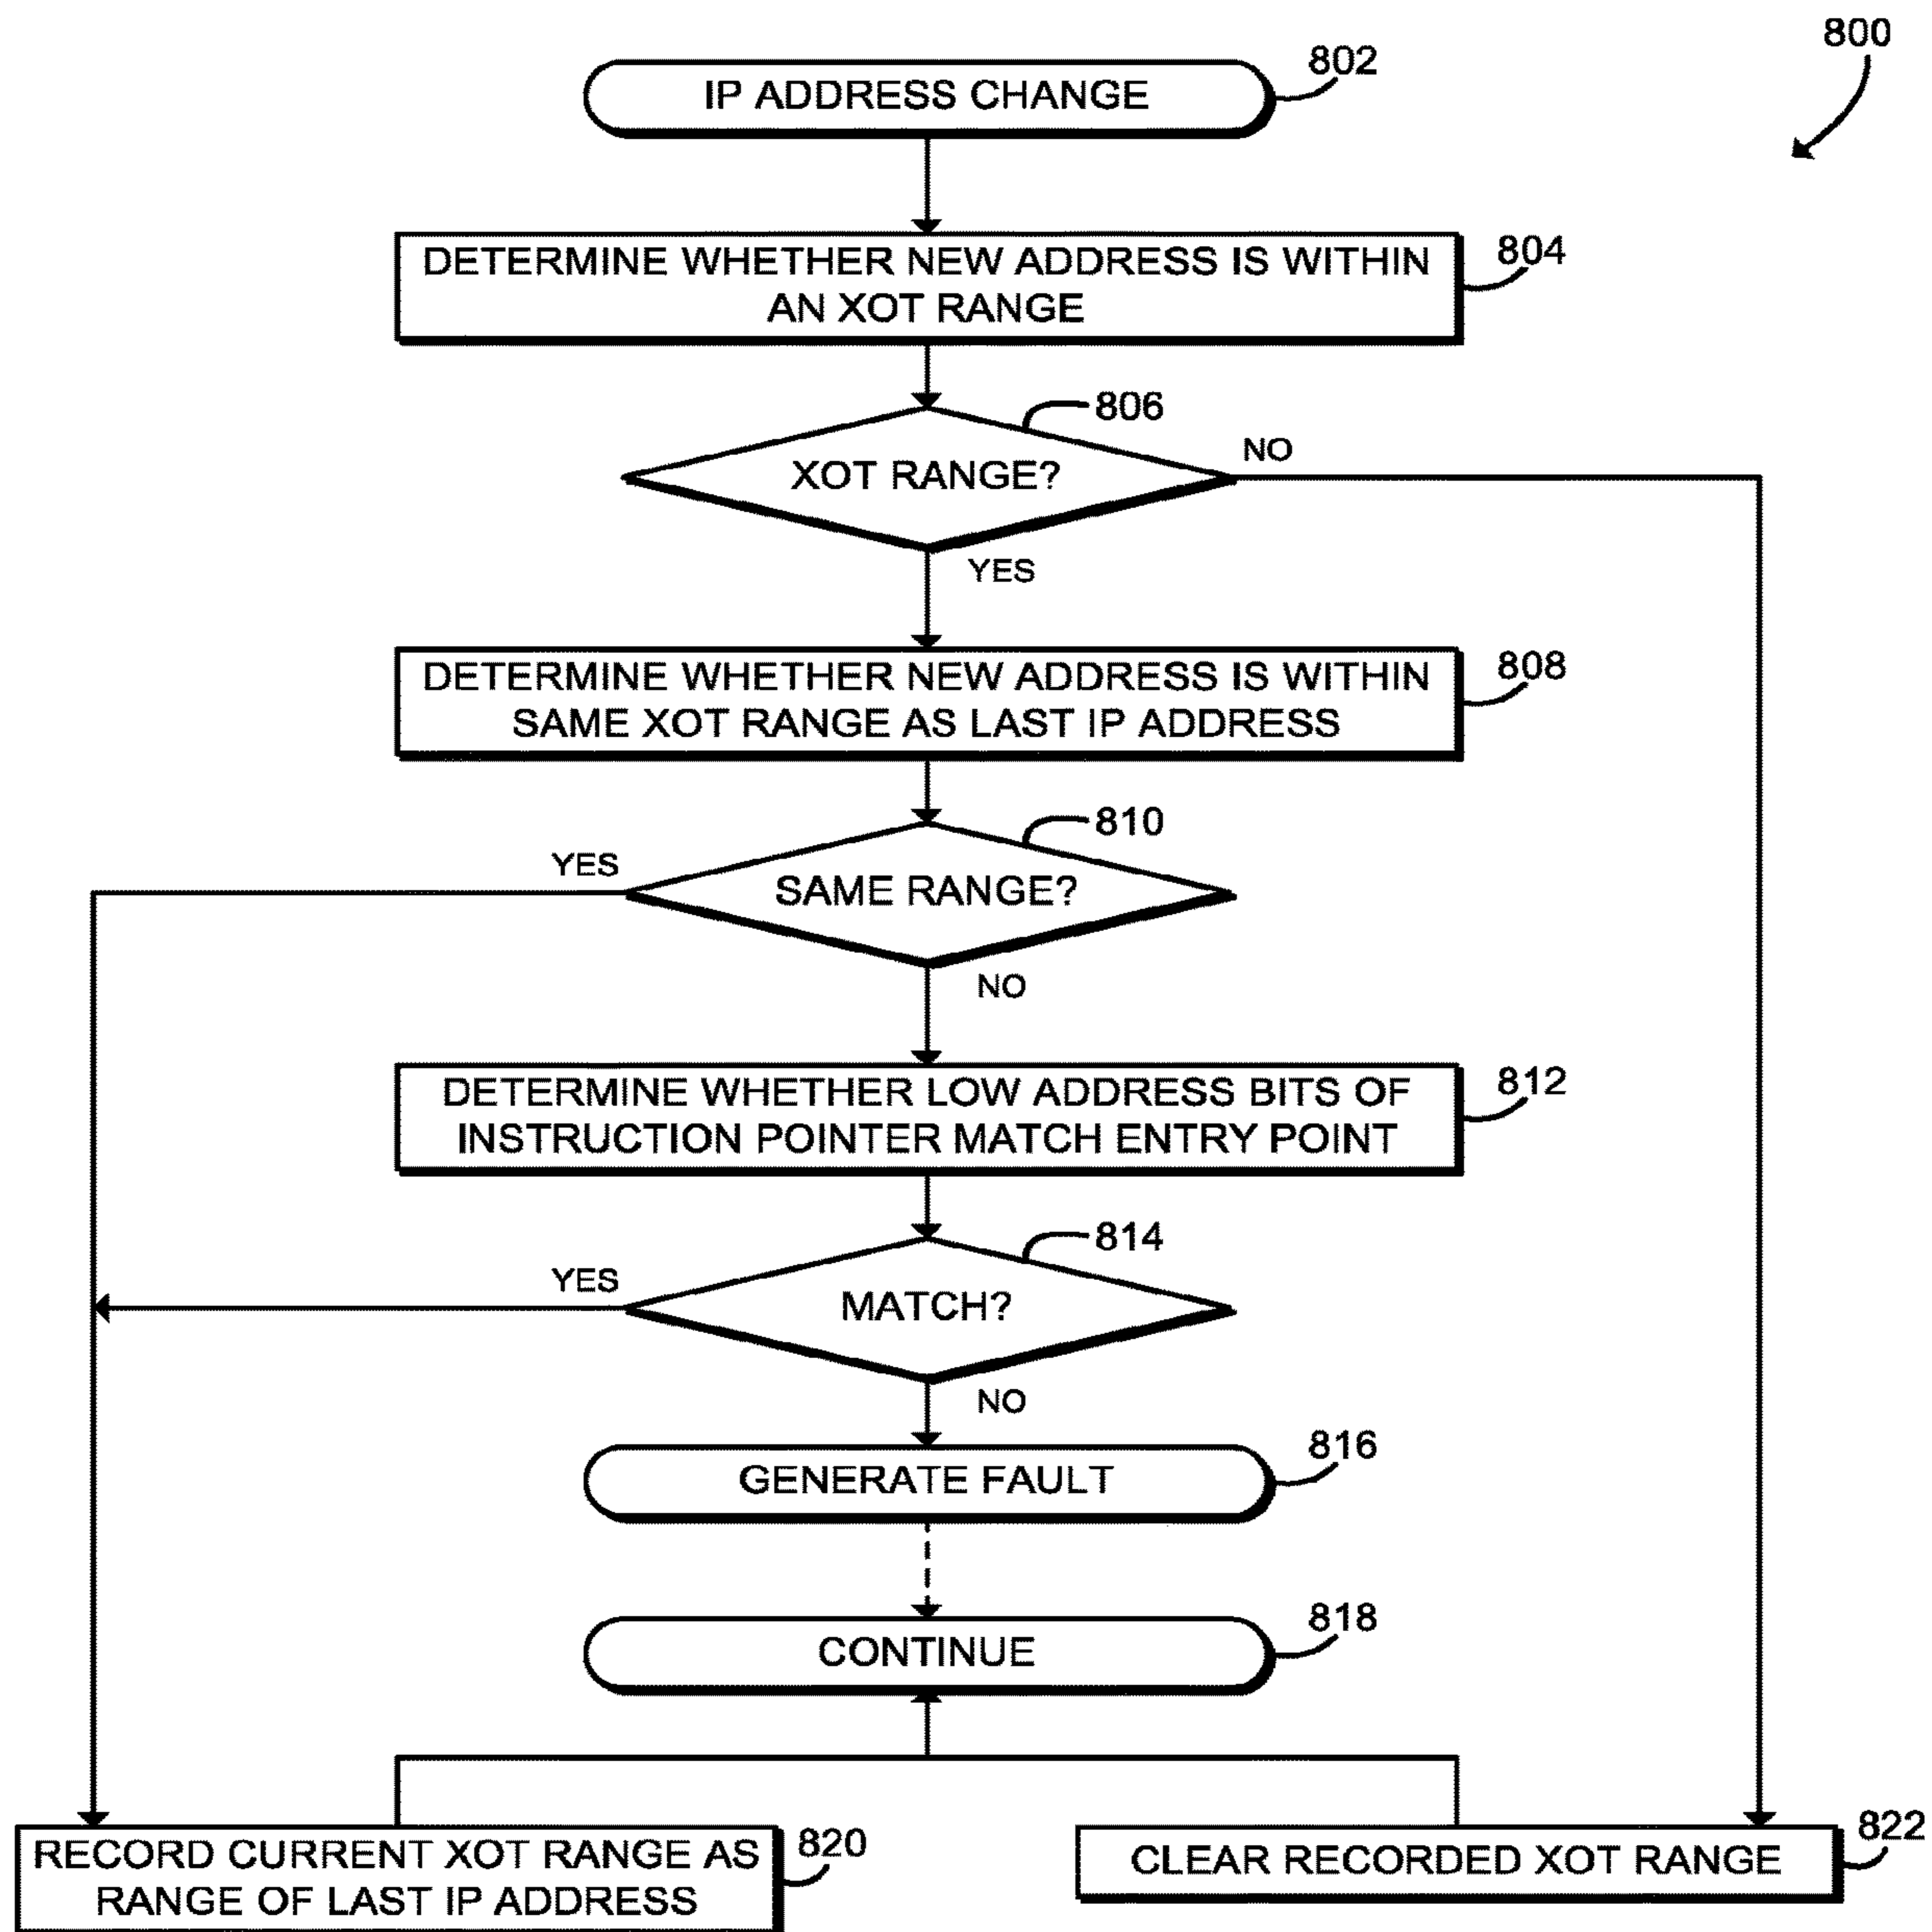 800
802
IP ADDRESS CHANGE
804
DETERMINE WHETHER NEW ADDRESS IS WITHIN
AN XOT RANGE
806
XOT RANGE?
NO
YES
808
DETERMINE WHETHER NEW ADDRESS IS WITHIN
SAME XOT RANGE AS LAST IP ADDRESS
810
YES
SAME RANGE?
NO
812
DETERMINE WHETHER LOW ADDRESS BITS OF
INSTRUCTION POINTER MATCH ENTRY POINT
814
YES
MATCH?
NO
816
GENERATE FAULT
818
CONTINUE
RECORD CURRENT XOT RANGE AS
RANGE OF LAST IP ADDRESS
820
CLEAR RECORDED XOT RANGE
822